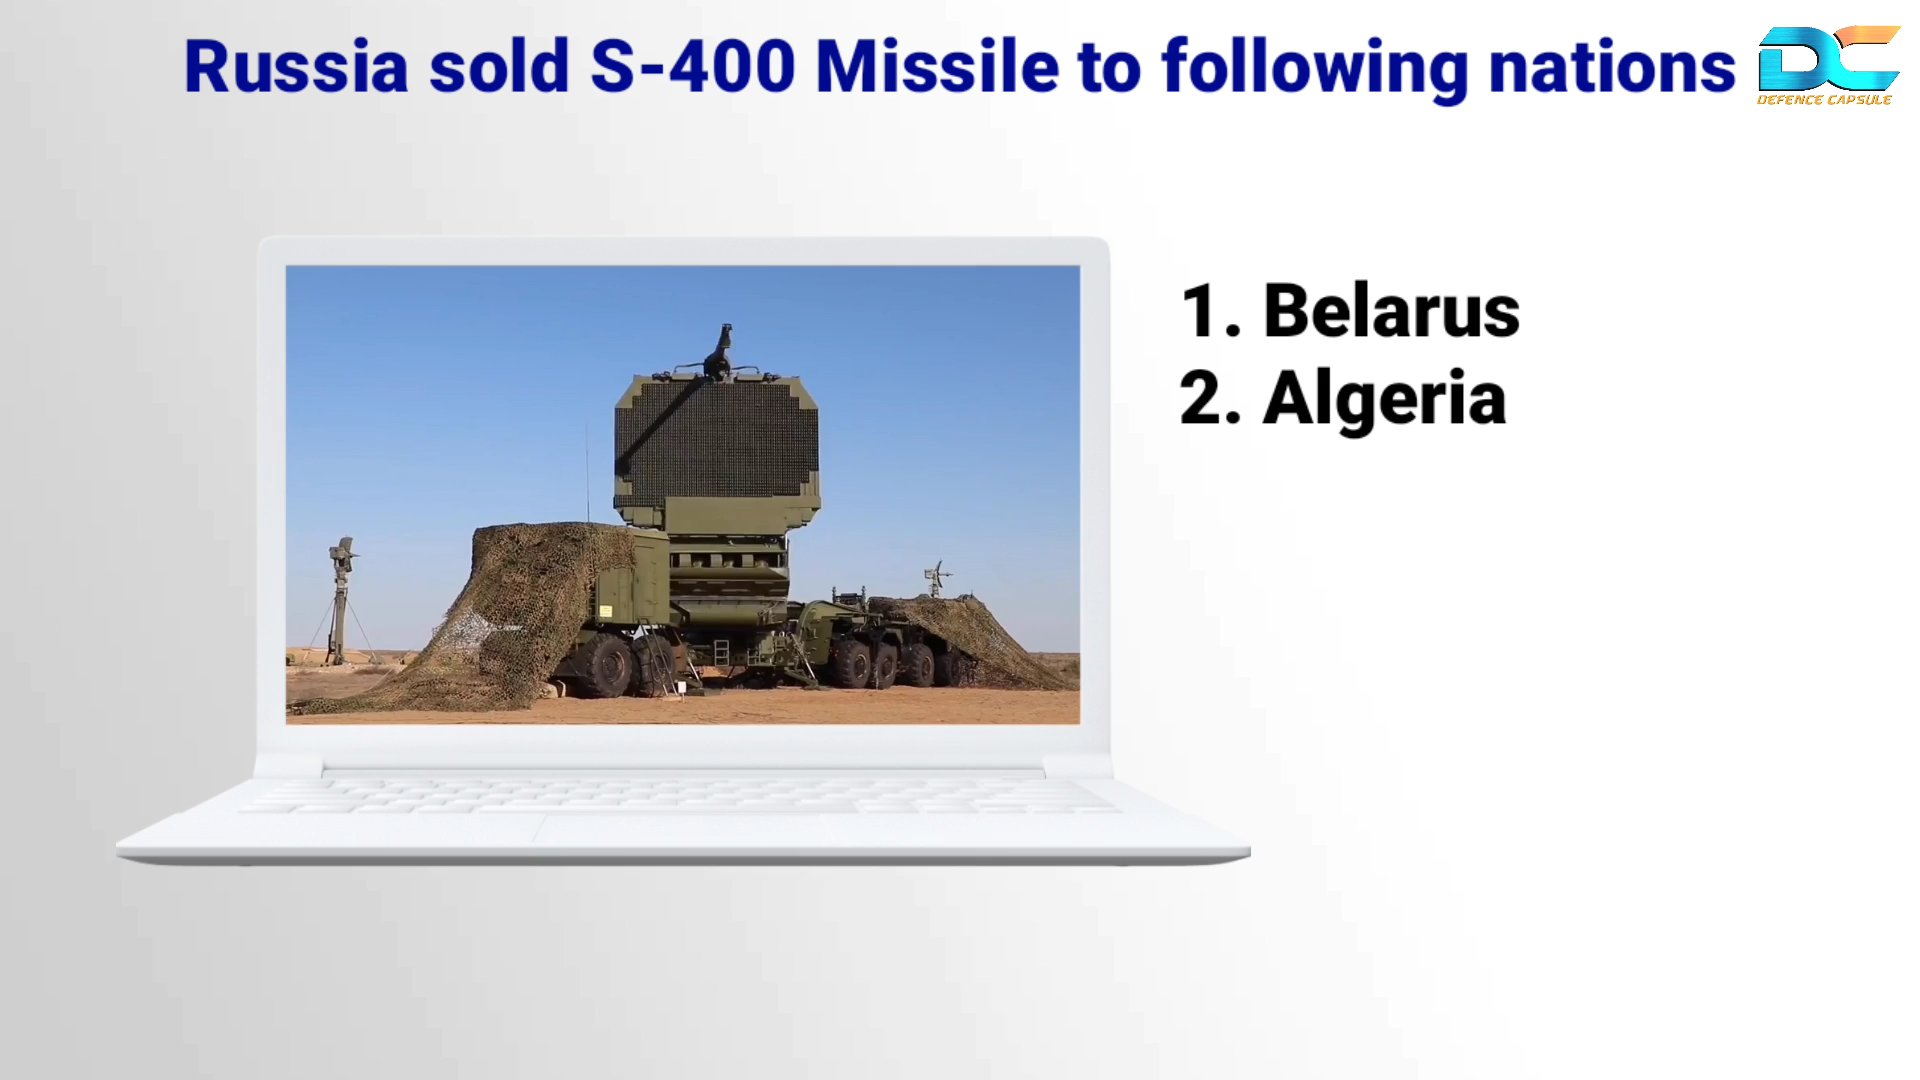 Russia sold S-400 Missile to following nations
DC
DEFENCE CAPSULE
1. Belarus
2. Algeria